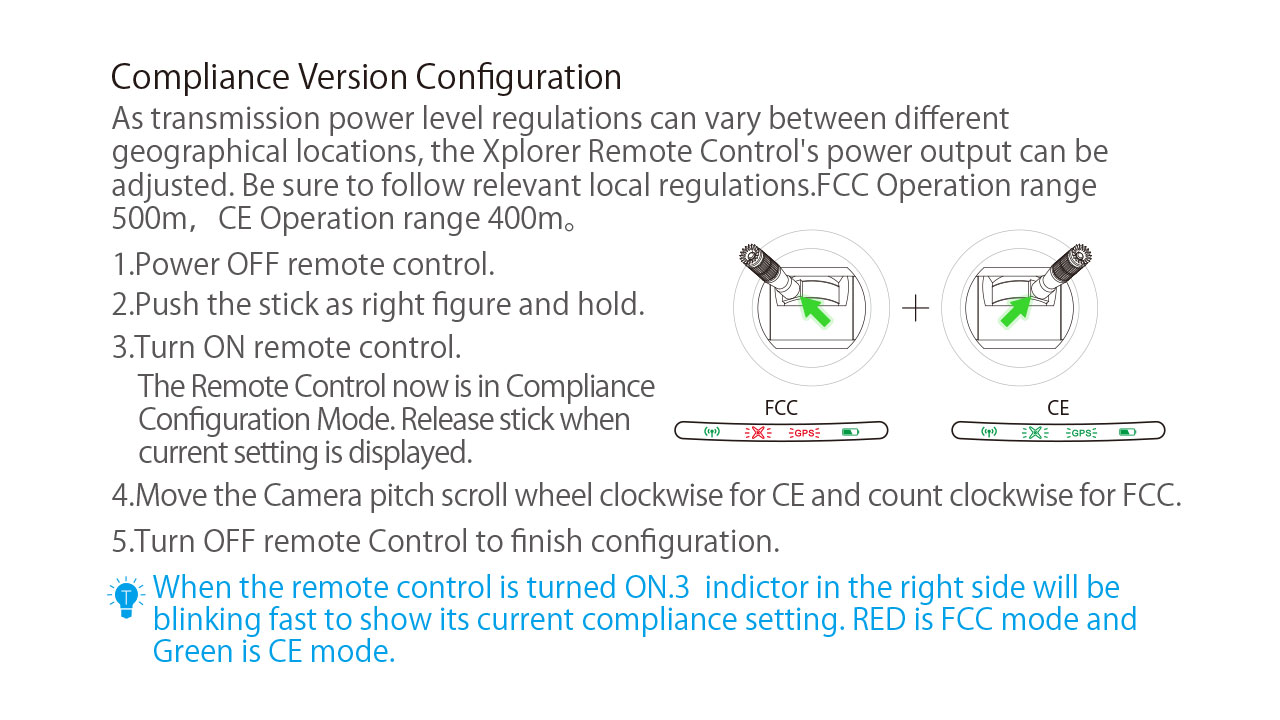 Compliance Version Configuration
As transmission power level regulations can vary between different
geographical locations, the Xplorer Remote Control's power output can be
adjusted. Be sure to follow relevant local regulations.FCC Operation range
500m， CE Operation range 400m。
1.Power OFF remote control.
2.Push the stick as right figure and hold.
3.Turn ON remote control.
The Remote Control now is in Compliance
Configuration Mode. Release stick when
current setting is displayed.
+
FCC
CE
GPS
GPS
4.Move the Camera pitch scroll wheel clockwise for CE and count clockwise for FCC.
5.Turn OFF remote Control to finish configuration.
T
When the remote control is turned ON.3 indictor in the right side will be
blinking fast to show its current compliance setting. RED is FCC mode and
Green is CE mode.